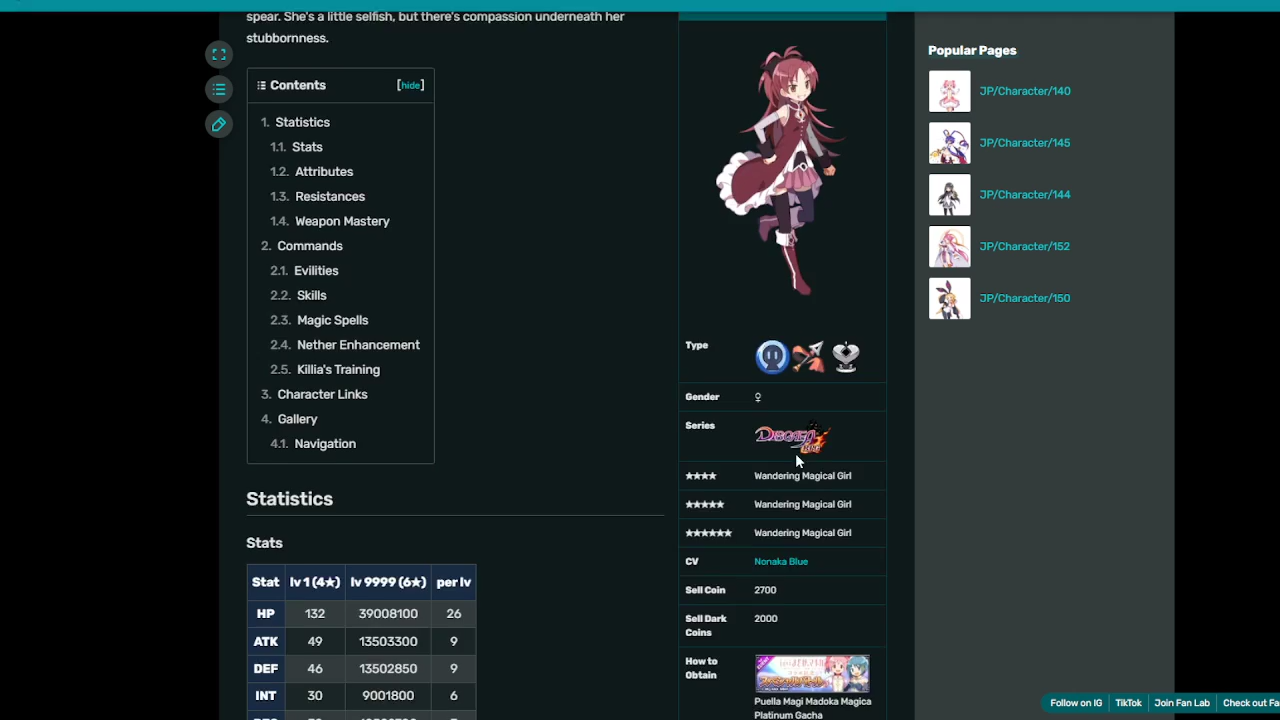 spear. She's a little selfish, but there's compassion underneath her
stubbornness.
Contents [hide]
1. Statistics
1.1. Stats
1.2. Attributes
1.3. Resistances
1.4. Weapon Mastery
2. Commands
2.1. Evilities
2.2. Skills
2.3. Magic Spells
2.4. Nether Enhancement
2.5. Killia's Training
3. Character Links
4. Gallery
4.1. Navigation
Statistics
Stats
Stat lv 1 (4★) lv 9999 (6★) per lv
HP 132 39008100 26
ATK 49 13503300 9
DEF 46 13502850 9
INT 30 9001800 6
Type
Gender ♀
Series DISGAEA RPG
★★★★ Wandering Magical Girl
★★★★★ Wandering Magical Girl
★★★★★★ Wandering Magical Girl
CV Nonaka Blue
Sell Coin 2700
Sell Dark
Coins 2000
How to
Obtain
Puella Magi Madoka Magica
Platinum Gacha
Popular Pages
JP/Character/140
JP/Character/145
JP/Character/144
JP/Character/152
JP/Character/150
Follow on IG TikTok Join Fan Lab Check out Fa